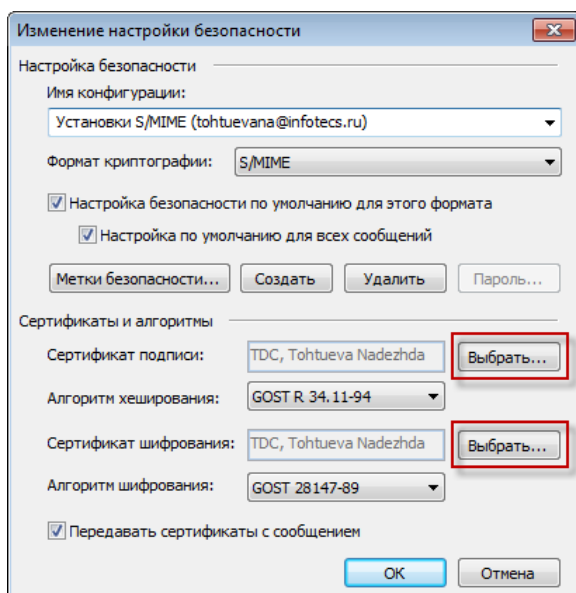 Изменение настройки безопасности
Настройка безопасности
Имя конфигурации:
Установки S/MIME (tohtuevana@infotecs.ru)
Формат криптографии: S/MIME
Настройка безопасности по умолчанию для этого формата
Настройка по умолчанию для всех сообщений
Метки безопасности... Создать Удалить Пароль...
Сертификаты и алгоритмы
Сертификат подписи: TDC, Tohtueva Nadezhda Выбрать...
Алгоритм хеширования: GOST R 34.11-94
Сертификат шифрования: TDC, Tohtueva Nadezhda Выбрать...
Алгоритм шифрования: GOST 28147-89
Передавать сертификаты с сообщением
ОК Отмена